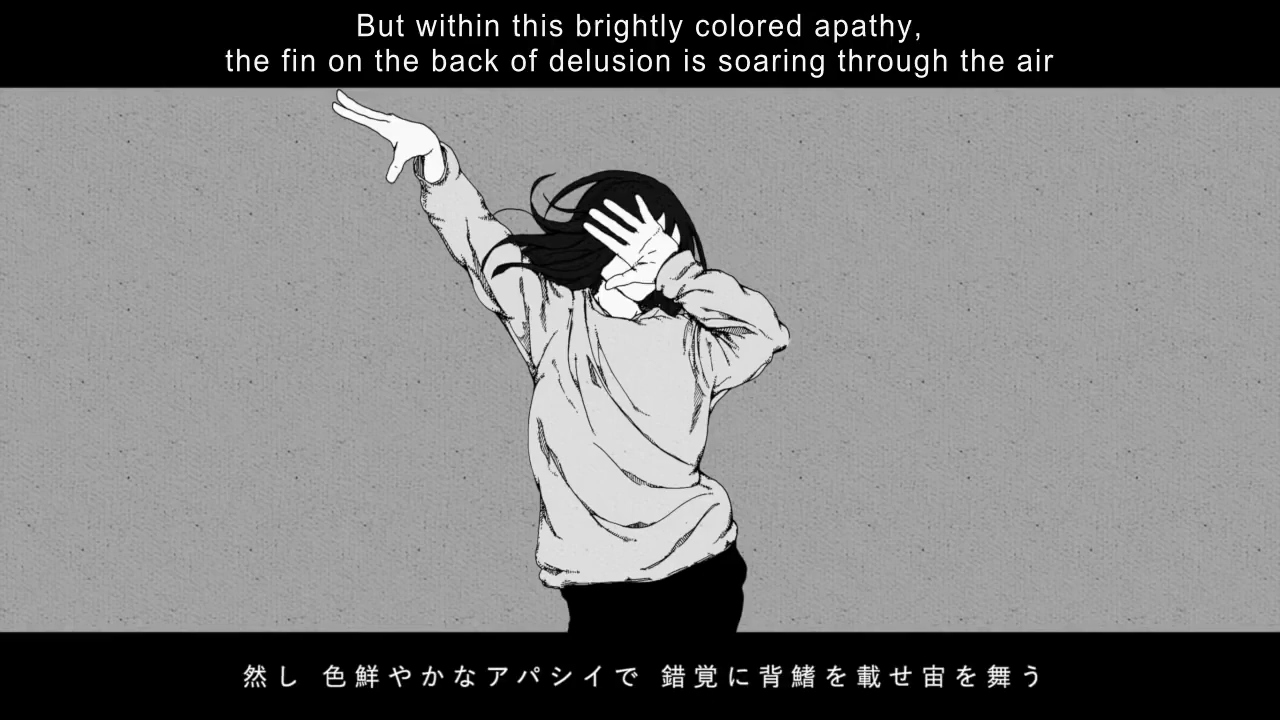 But within this brightly colored apathy,
the fin on the back of delusion is soaring through the air
然し 色鮮やかなアパシイで 錯覚に背鰭を載せ宙を舞う